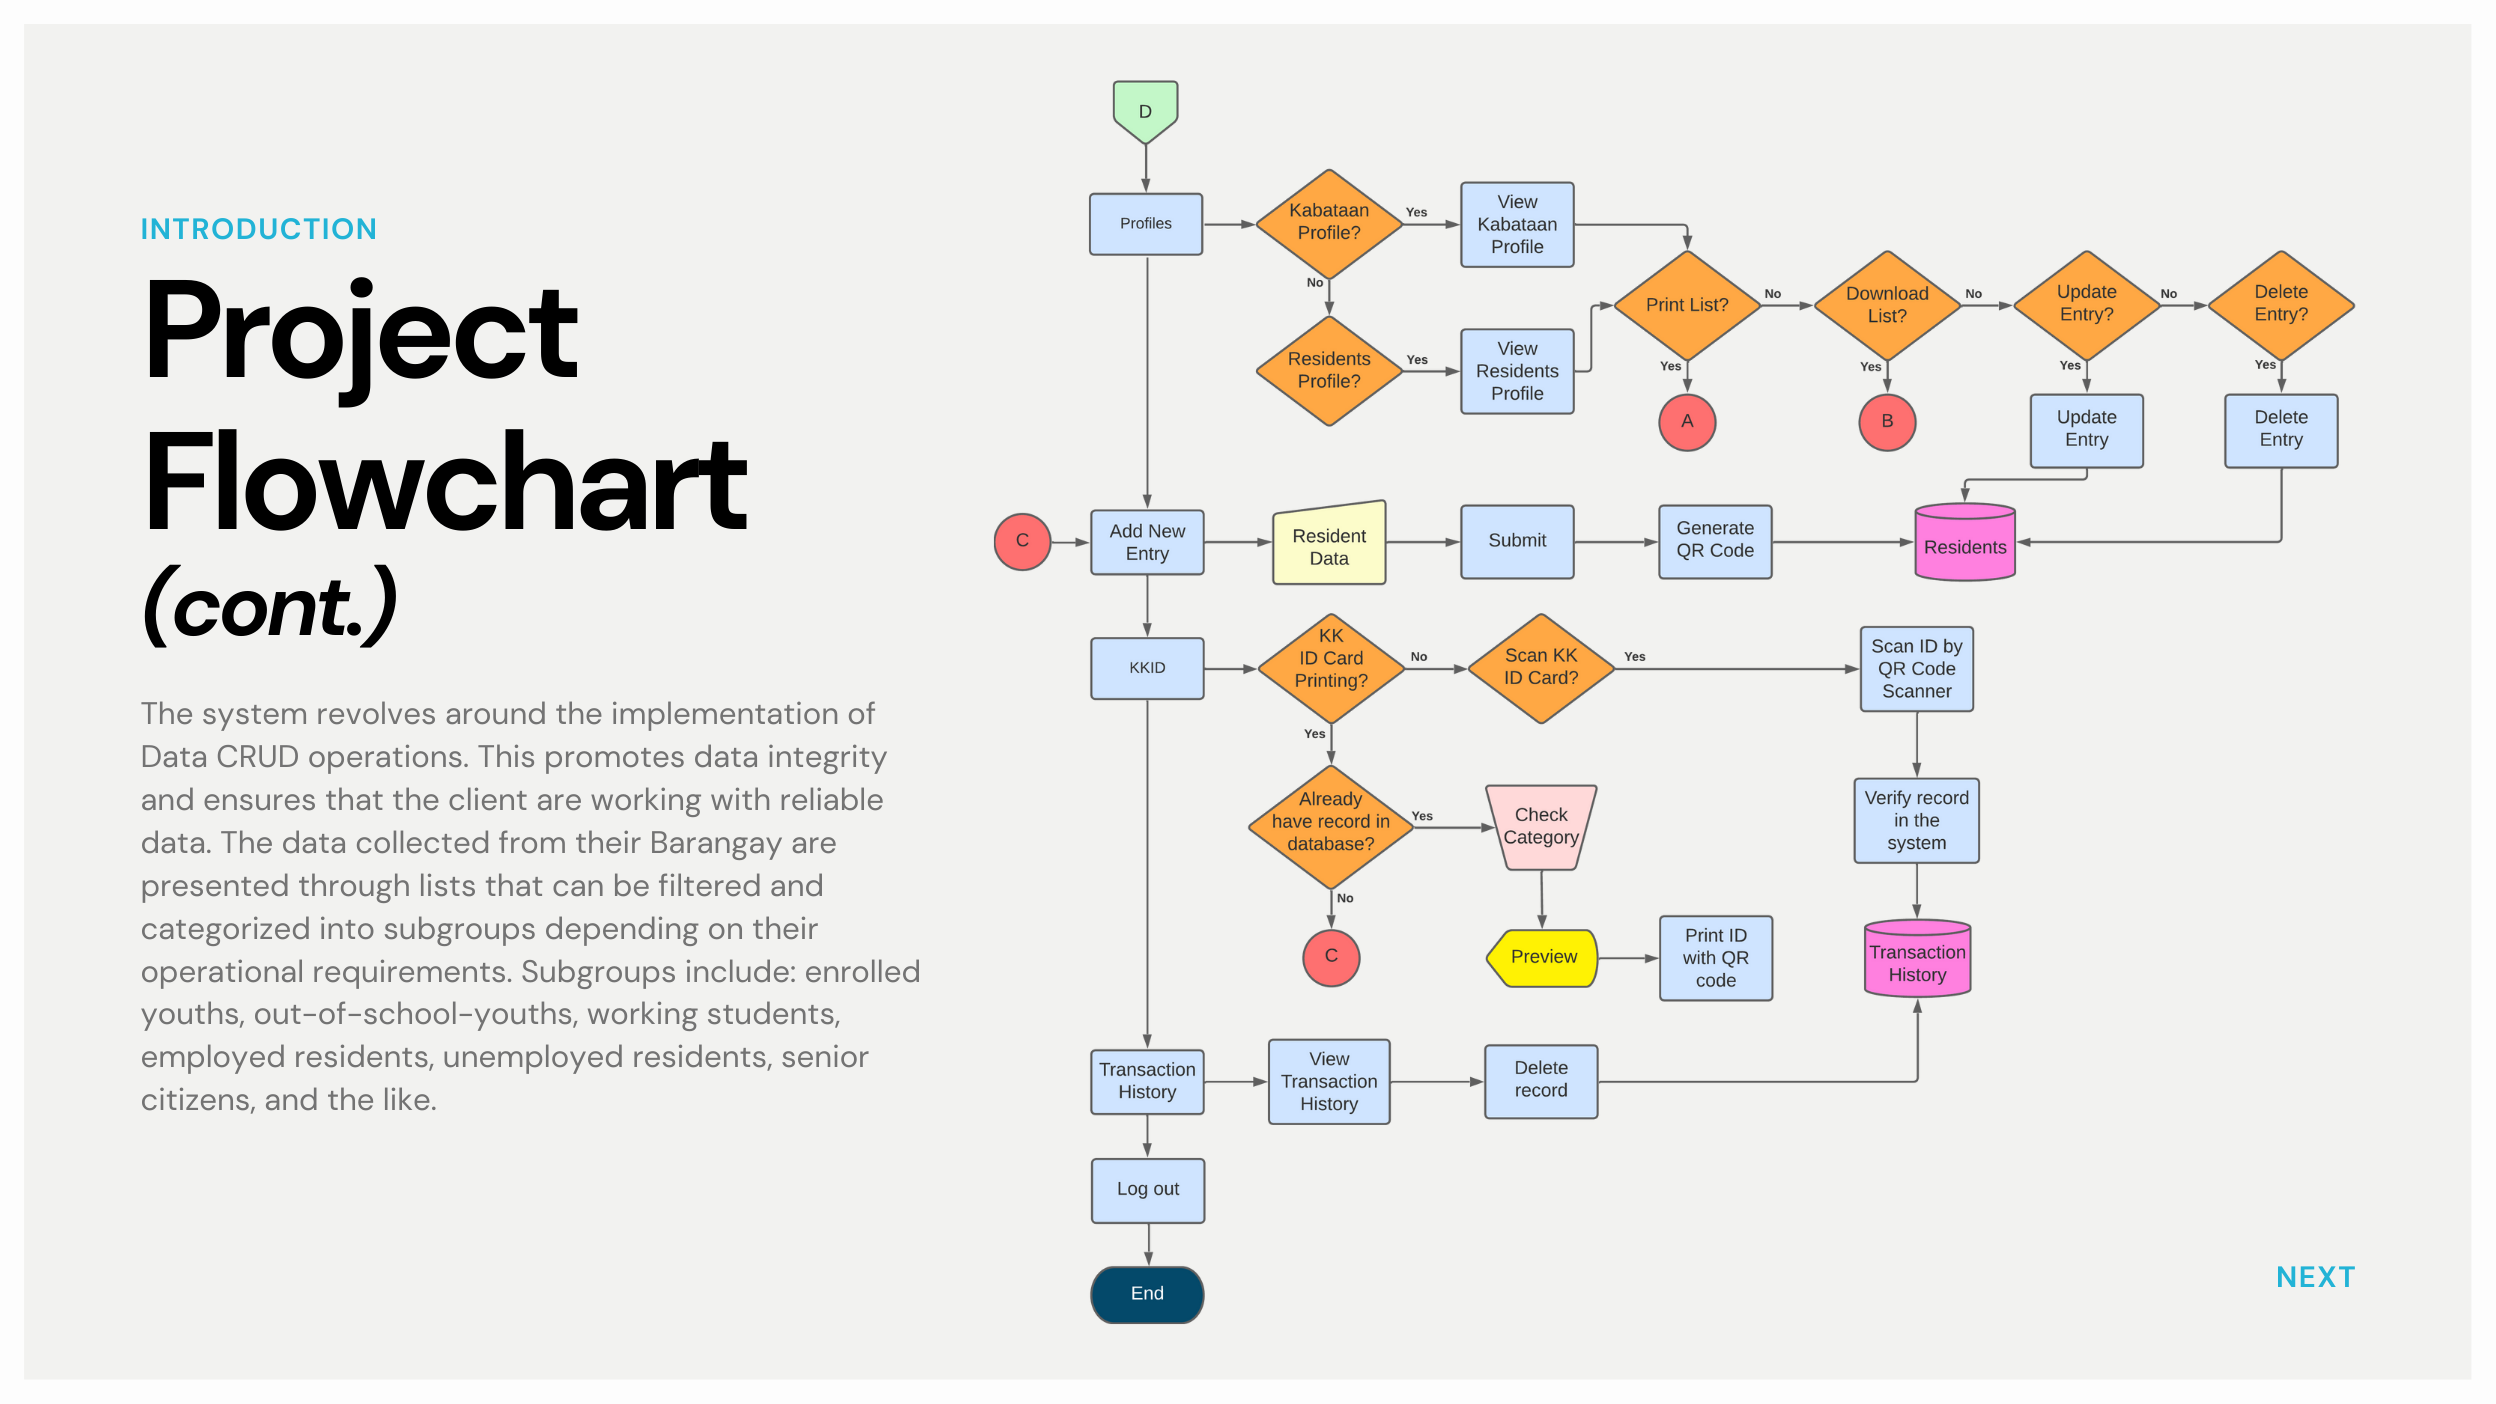 INTRODUCTION
Project
Flowchart
(cont.)
The system revolves around the implementation of
Data CRUD operations. This promotes data integrity
and ensures that the client are working with reliable
data. The data collected from their Barangay are
presented through lists that can be filtered and
categorized into subgroups depending on their
operational requirements. Subgroups include: enrolled
youths, out-of-school-youths, working students,
employed residents, unemployed residents, senior
citizens, and the like.
D
Profiles
Kabataan
Profile?
Yes
No
View
Kabataan
Profile
Residents
Profile?
Yes
View
Residents
Profile
Print List?
No
Yes
A
Download
List?
No
Yes
B
Update
Entry?
No
Yes
Update
Entry
Delete
Entry?
Yes
Delete
Entry
C
Add New
Entry
Resident
Data
Submit
Generate
QR Code
Residents
KKID
KK
ID Card
Printing?
No
Yes
Scan KK
ID Card?
Yes
Scan ID by
QR Code
Scanner
Already
have record in
database?
Yes
No
C
Check
Category
Preview
Print ID
with QR
code
Verify record
in the
system
Transaction
History
Transaction
History
View
Transaction
History
Delete
record
Log out
End
NEXT